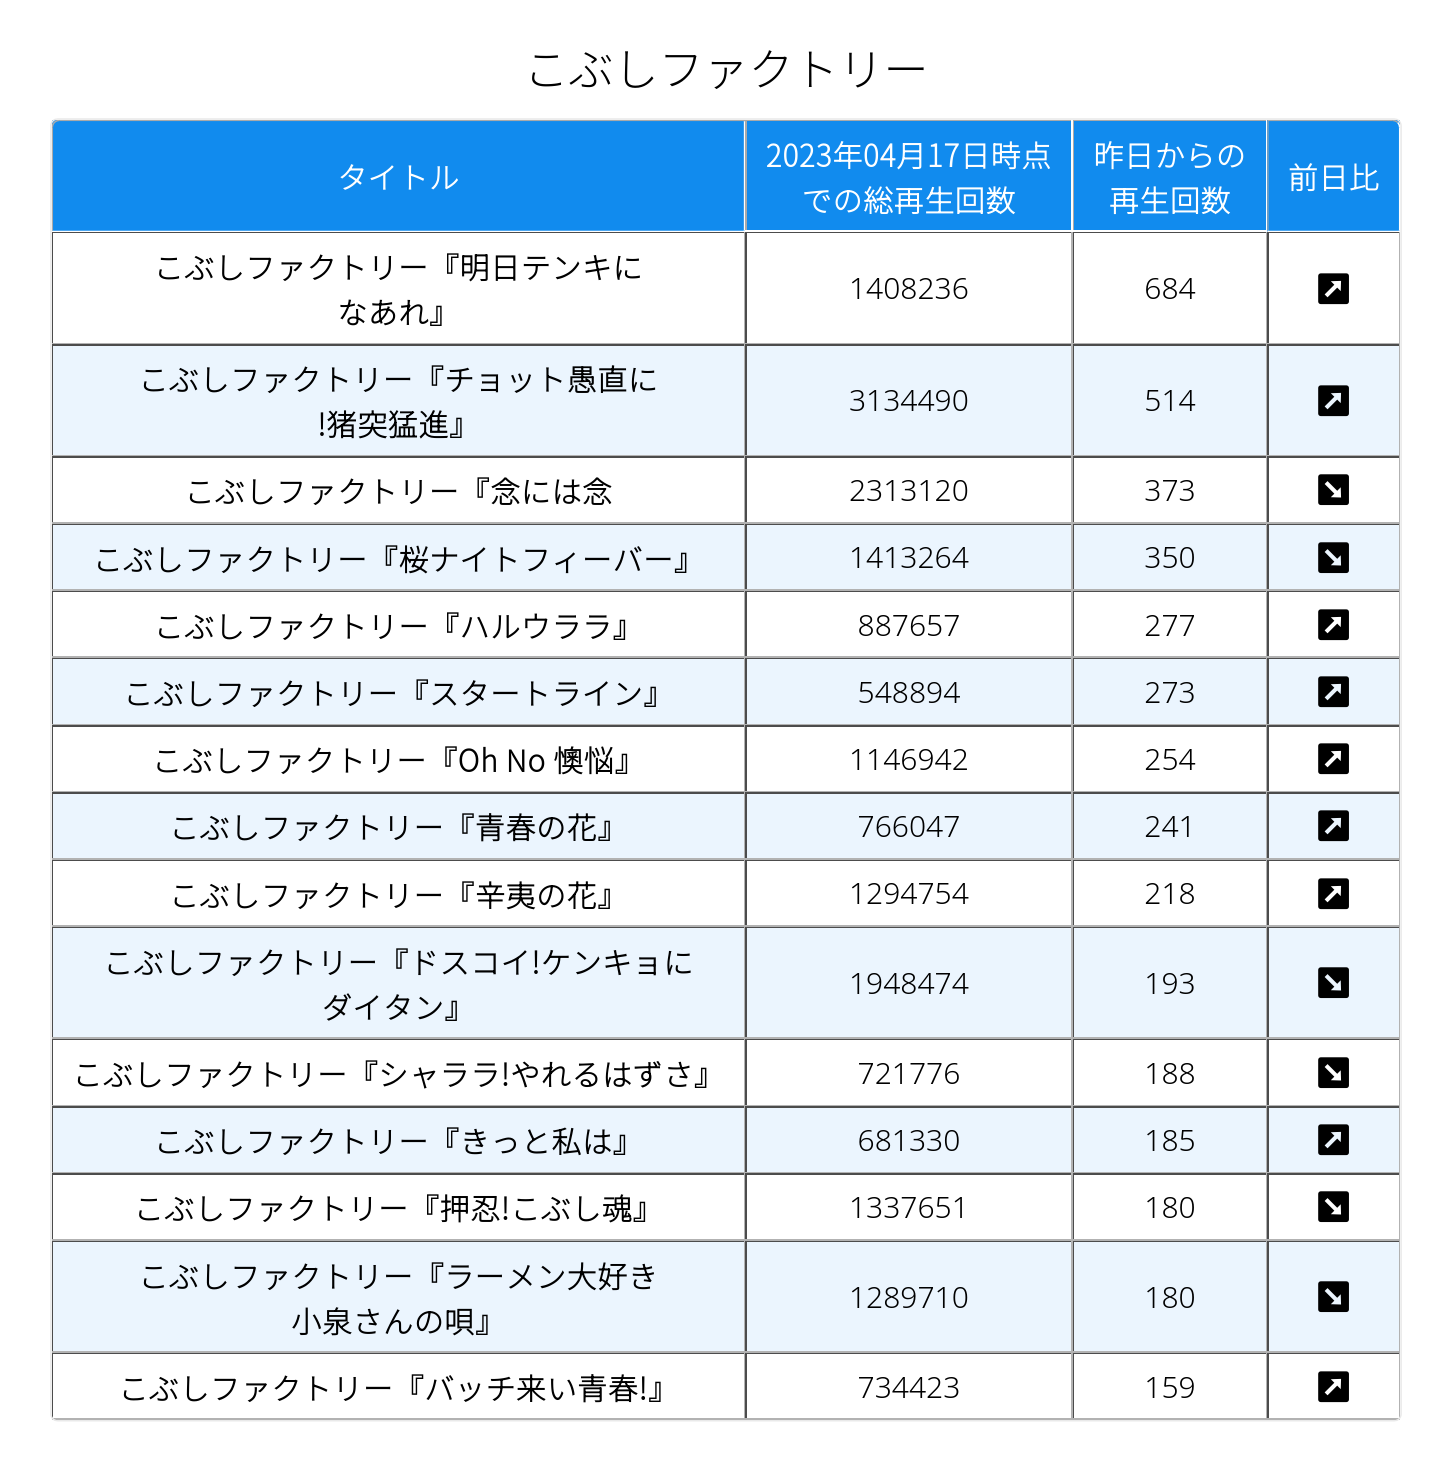 こぶしファクトリー
タイトル
2023年04月17日時点
での総再生回数
昨日からの
再生回数
前日比
こぶしファクトリー『明日テンキに
なあれ』
1408236
684
↗
こぶしファクトリー『チョット愚直に
!猪突猛進』
3134490
514
↗
こぶしファクトリー『念には念
2313120
373
↘
こぶしファクトリー『桜ナイトフィーバー』
1413264
350
↘
こぶしファクトリー『ハルウララ』
887657
277
↗
こぶしファクトリー『スタートライン』
548894
273
↗
こぶしファクトリー『Oh No 懊悩』
1146942
254
↗
こぶしファクトリー『青春の花』
766047
241
↗
こぶしファクトリー『辛夷の花』
1294754
218
↗
こぶしファクトリー『ドスコイ!ケンキョに
ダイタン』
1948474
193
↘
こぶしファクトリー『シャララ!やれるはずさ』
721776
188
↘
こぶしファクトリー『きっと私は』
681330
185
↗
こぶしファクトリー『押忍!こぶし魂』
1337651
180
↘
こぶしファクトリー『ラーメン大好き
小泉さんの唄』
1289710
180
↘
こぶしファクトリー『バッチ来い青春!』
734423
159
↗